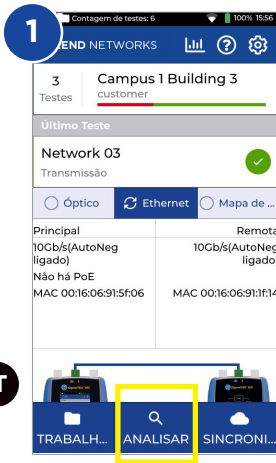 1
Contagem de testes: 6
100% 15:56
END NETWORKS
?
3
Testes
Campus 1 Building 3
customer
Último Teste
Network 03
Transmissão
Óptico
Ethernet
Mapa de ...
Principal
Remota
10Gb/s(AutoNeg
ligado)
10Gb/s(AutoNeg
ligado
Não há PoE
MAC 00:16:06:91:5f:06
MAC 00:16:06:91:1f:14
T
TRABALH...
ANALISAR
SINCRONI...